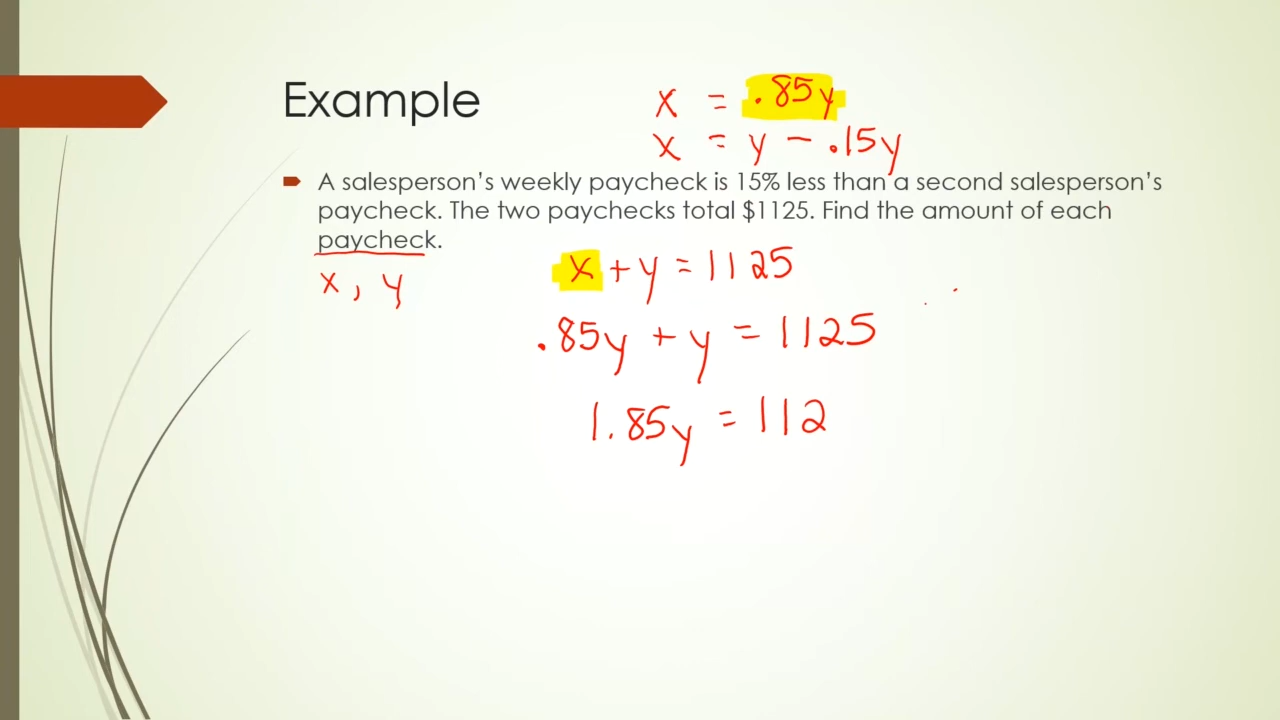 Example
x = .85y
x = y - .15y
A salesperson's weekly paycheck is 15% less than a second salesperson's
paycheck. The two paychecks total $1125. Find the amount of each
paycheck.
x, y
x + y = 1125
.85y + y = 1125
1.85y = 112